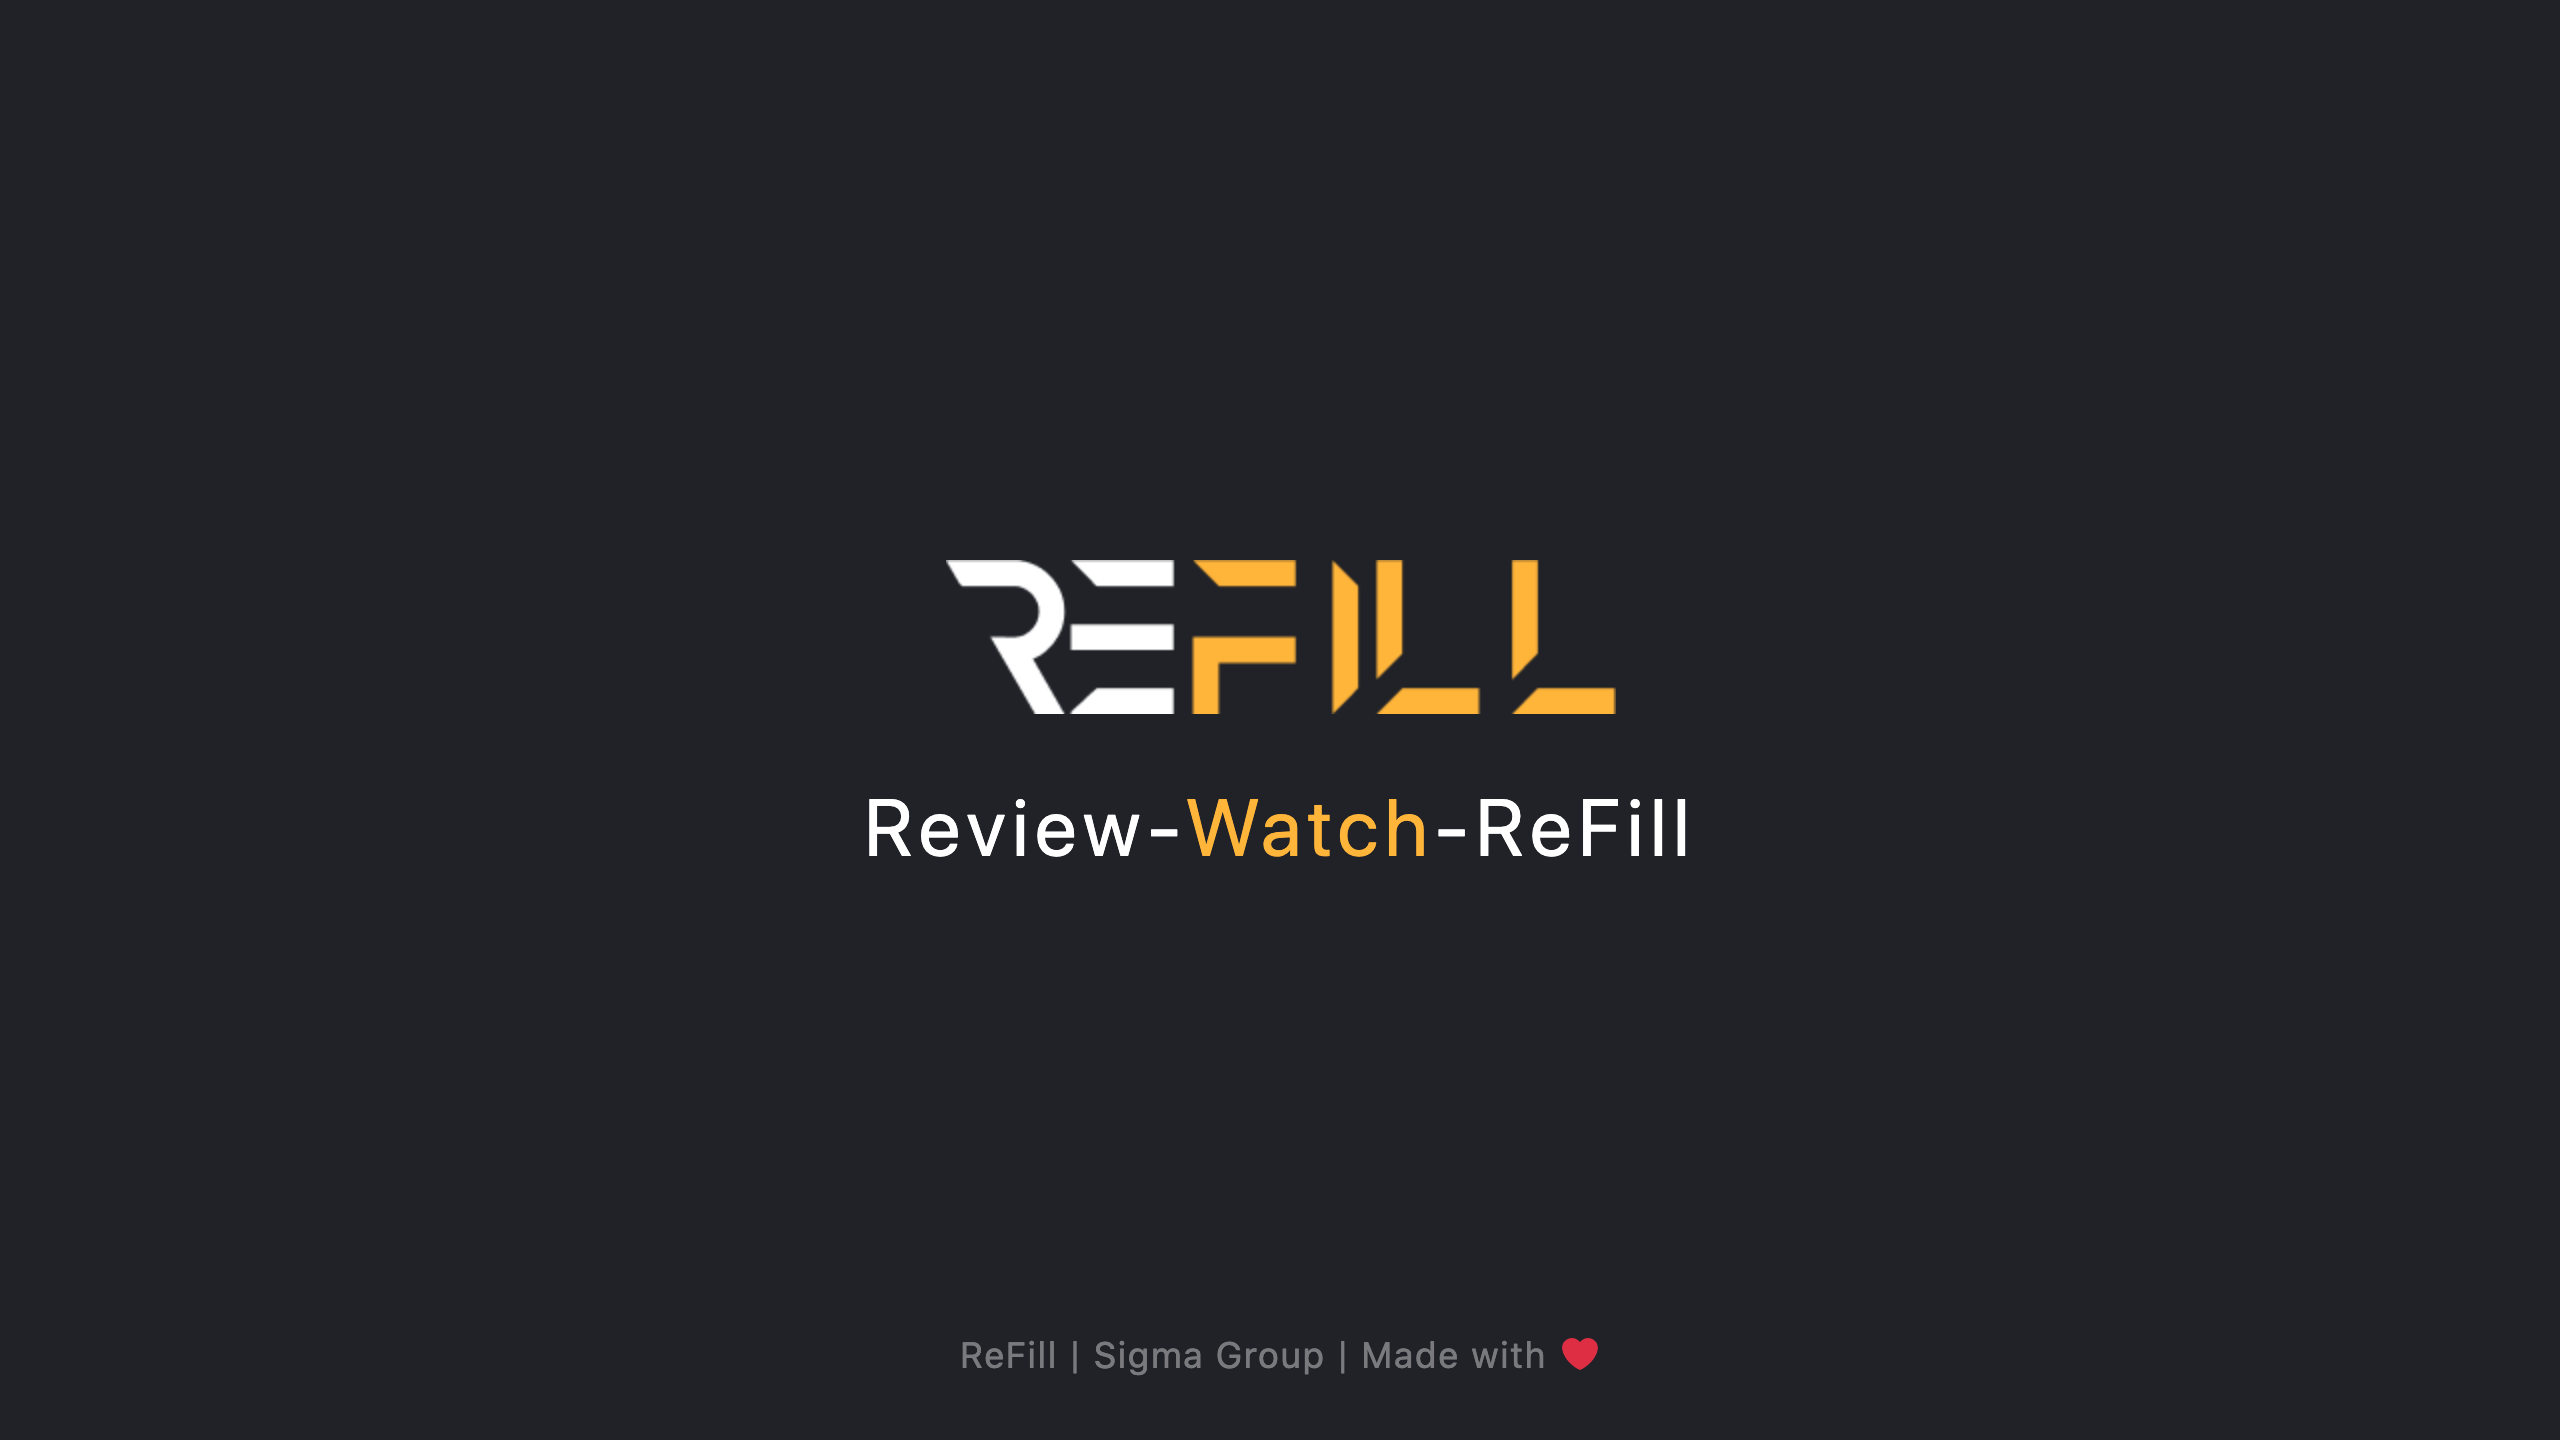 REFILL
Review-Watch-ReFill
ReFill | Sigma Group | Made with ❤️